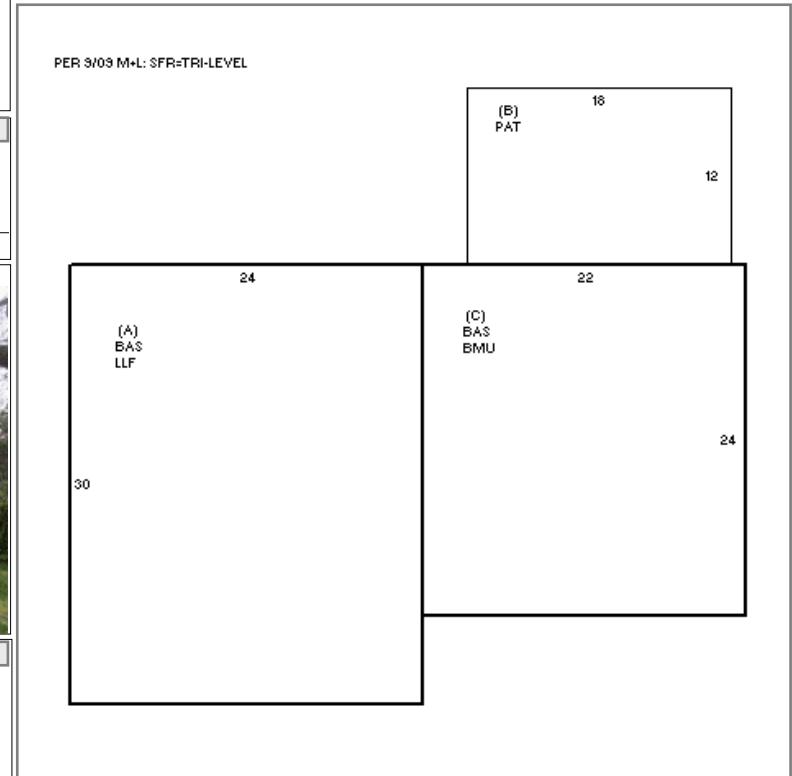 PER 9/09 M+L: SFR=TRI-LEVEL
18
(B)
PAT
12
24
22
(A)
BAS
LLF
(C)
BAS
BMU
24
30